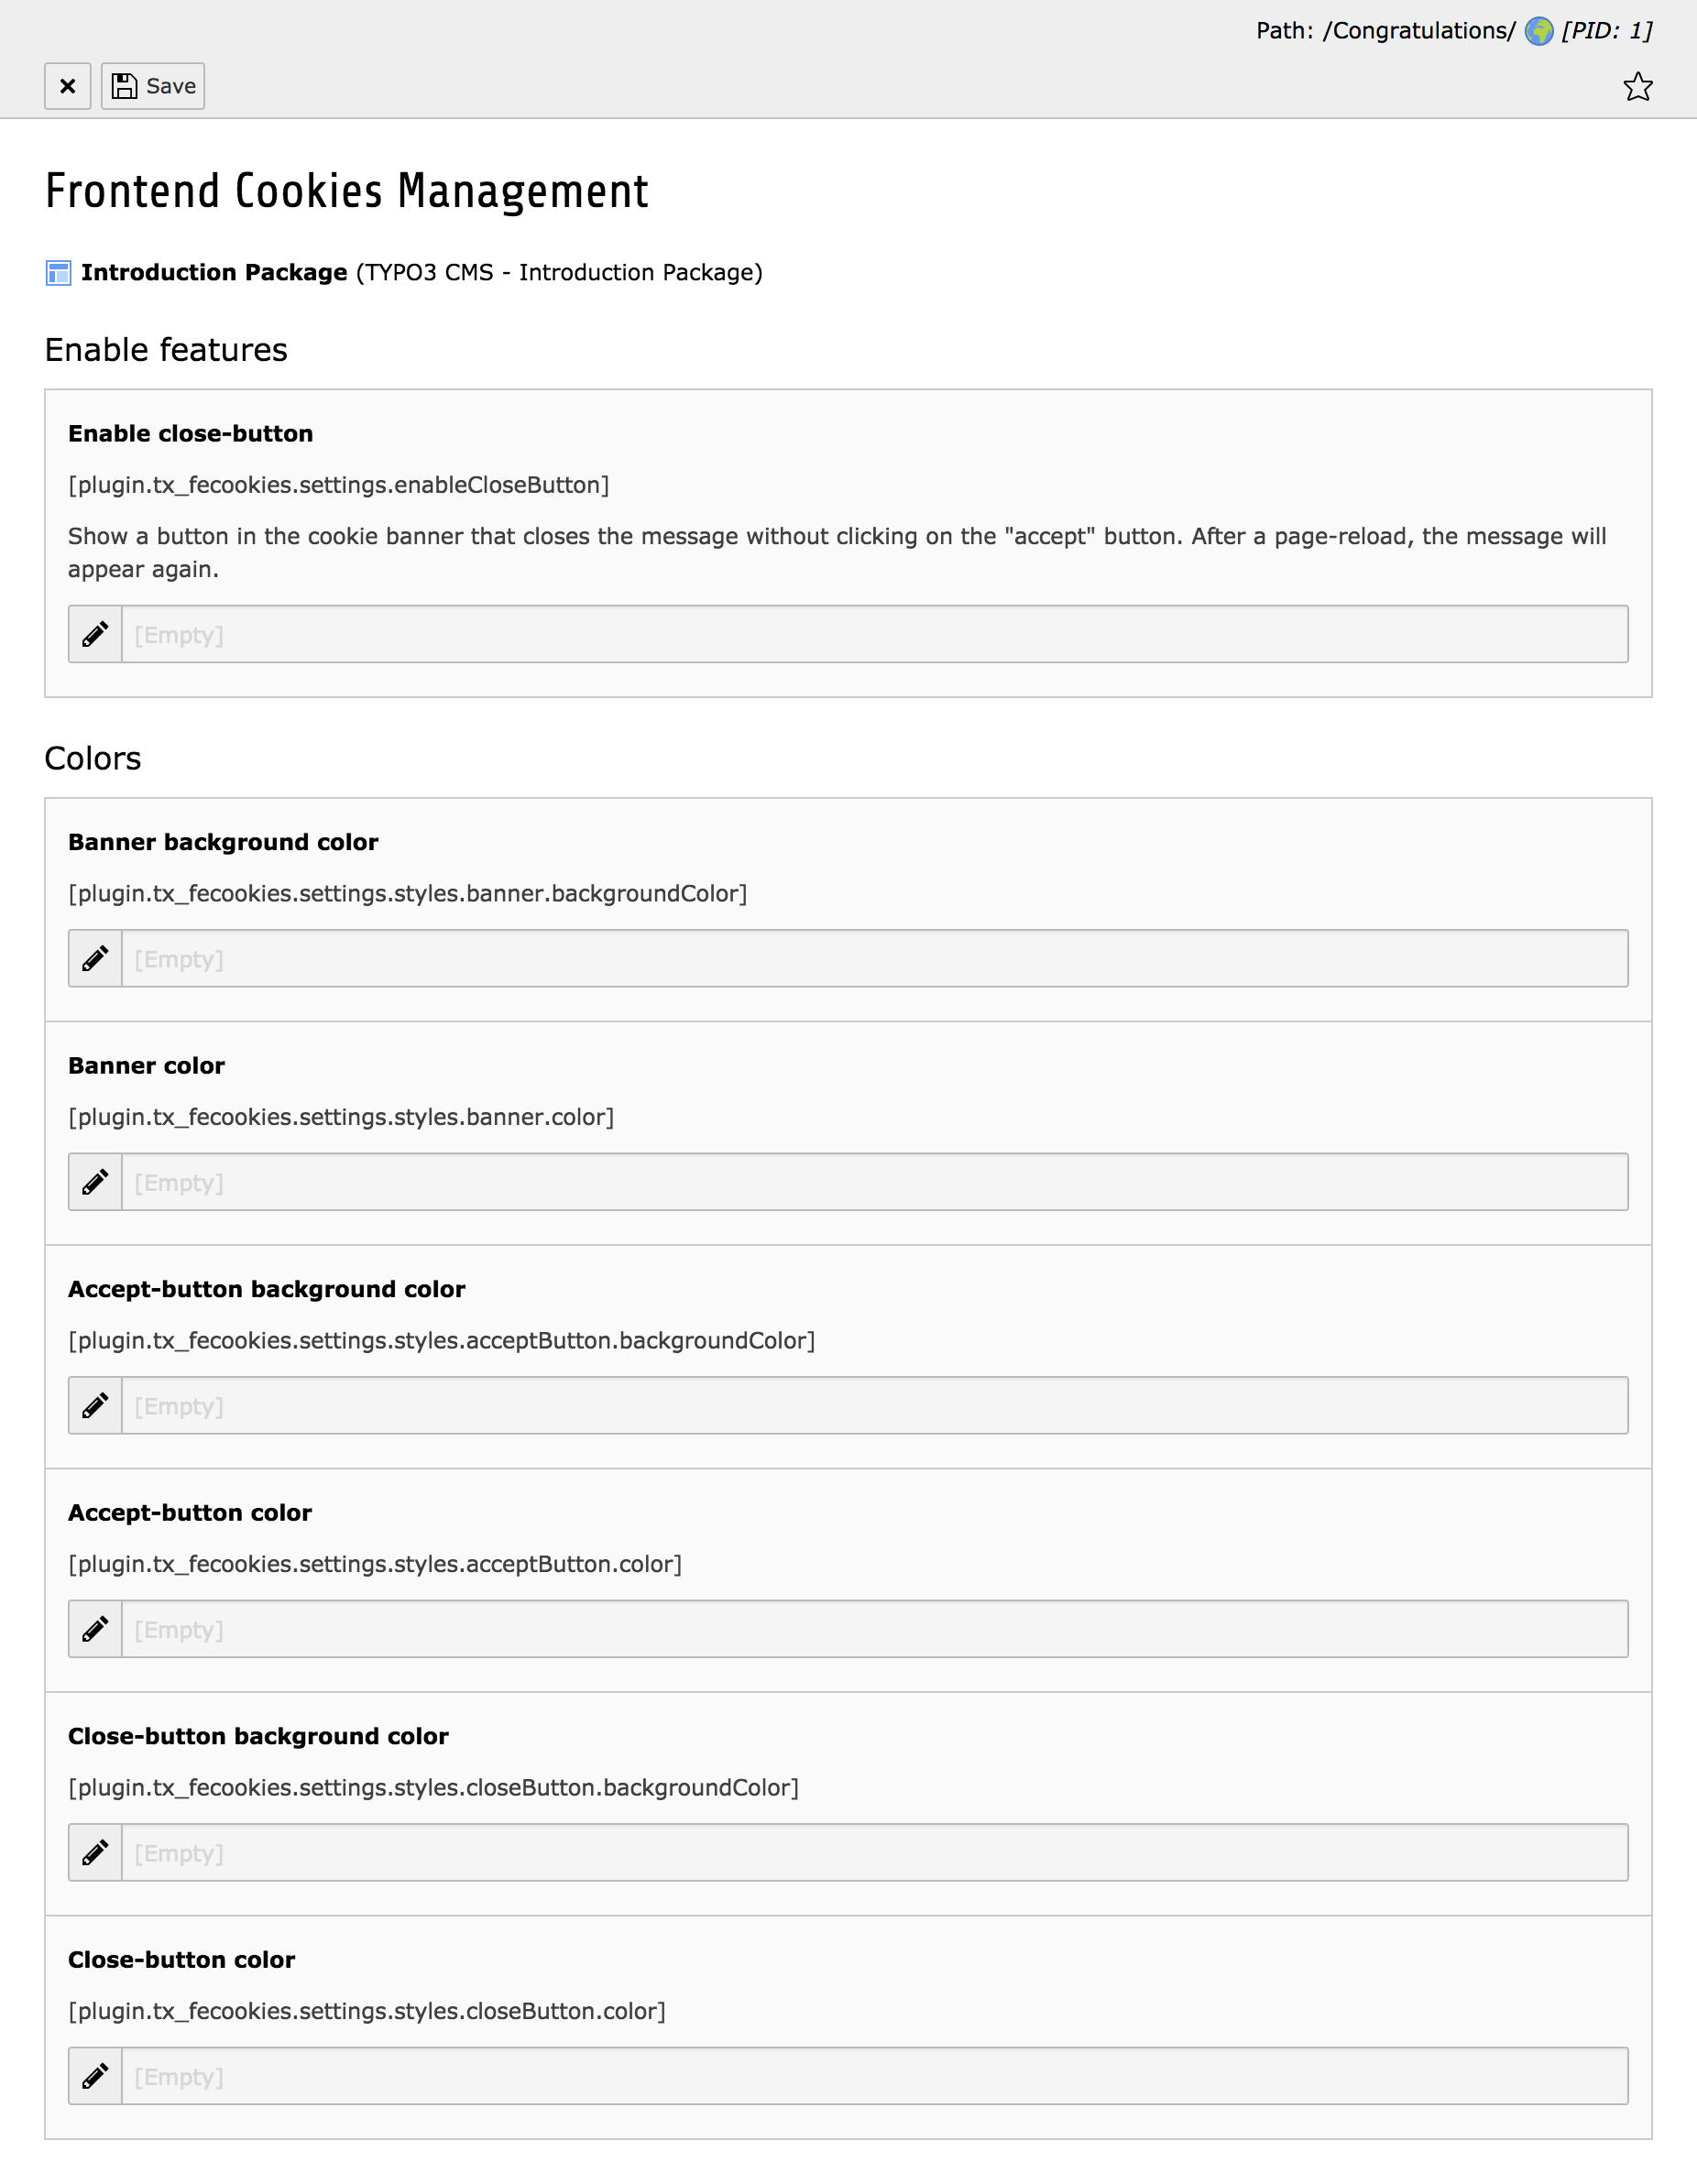 Path: /Congratulations/ [PID: 1]
Save
Frontend Cookies Management
Introduction Package (TYPO3 CMS - Introduction Package)
Enable features
Enable close-button
[plugin.tx_fecookies.settings.enableCloseButton]
Show a button in the cookie banner that closes the message without clicking on the "accept" button. After a page-reload, the message will
appear again.
[Empty]
Colors
Banner background color
[plugin.tx_fecookies.settings.styles.banner.backgroundColor]
[Empty]
Banner color
[plugin.tx_fecookies.settings.styles.banner.color]
[Empty]
Accept-button background color
[plugin.tx_fecookies.settings.styles.acceptButton.backgroundColor]
[Empty]
Accept-button color
[plugin.tx_fecookies.settings.styles.acceptButton.color]
[Empty]
Close-button background color
[plugin.tx_fecookies.settings.styles.closeButton.backgroundColor]
[Empty]
Close-button color
[plugin.tx_fecookies.settings.styles.closeButton.color]
[Empty]